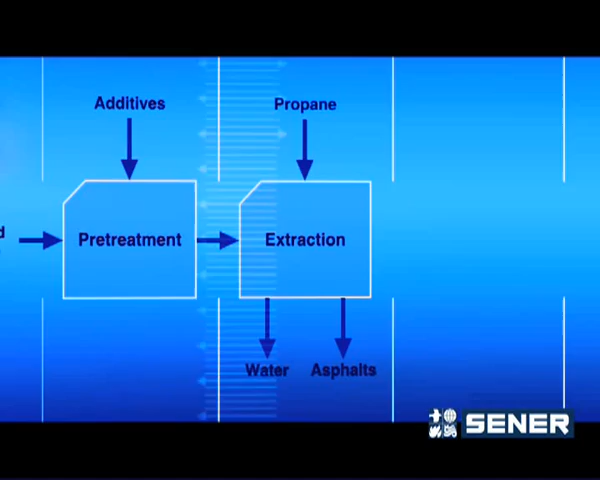 Additives
Propane
d
Pretreatment
Extraction
Water
Asphalts
SENER